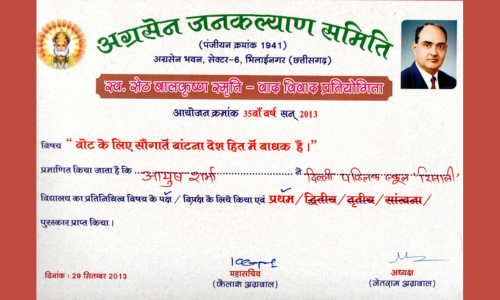 अग्रसेन जनकल्याण समिति
(पंजीयन क्रमांक 1941)
अग्रसेन भवन, सेक्टर-6, भिलाईनगर (छत्तीसगढ़)
स्व. सेठ बालकृष्ण स्मृति - वाद विवाद प्रतियोगिता
आयोजन क्रमांक 35वाँ वर्ष सन् 2013
विषय " वोट के लिए सौगातें बांटना देश हित में बाधक है।"
प्रमाणित किया जाता है कि आयुष शर्मा ने दिल्ली पब्लिक स्कूल रिसाली
विद्यालय का प्रतिनिधित्व विषय के पक्ष / विपक्ष के लिये किया एवं प्रथम / द्वितीय / तृतीय / सांत्वना /
पुरस्कार प्राप्त किया।
दिनांक : 29 सितम्बर 2013
महासचिव
(कैलाश अग्रवाल)
अध्यक्ष
(नेतराम अग्रवाल)